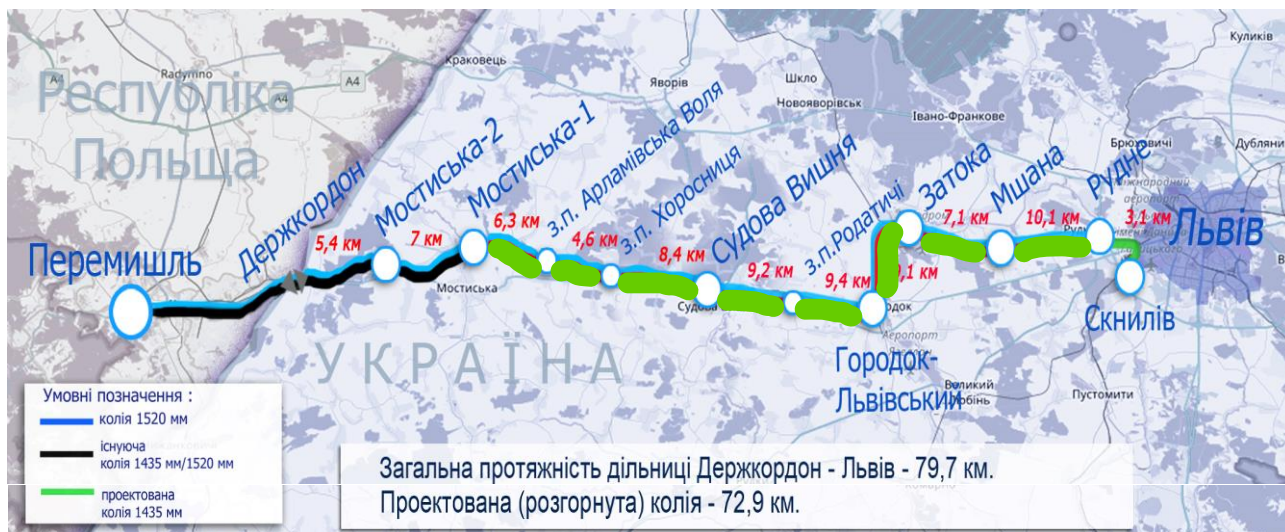 Куликів
Краковець
A4
Radymno
A4
A4
Яворів
Шкло
Новояворівськ
Івано-Франкове
Брюховичі
Дубляни
Республіка
Польща
Перемишль
Держкордон
5,4 км
Мостиська-2
7 км
Мостиська-1
6,3 км
з.п. Арламівська Воля
4,6 км
з.п. Хоросниця
8,4 км
Судова Вишня
9,2 км
з.п.Родатичі
9,4 км
Затока
7,1 км
Мшана
10,1 км
Рудне
3,1 км
Львів
Мостиська
Скнилів
УКРАЇНА
Городок-
Львівський
Великий
Пустомити
Умовні позначення :
колія 1520 мм
існуюча
колія 1435 мм/1520 мм
проектована
колія 1435 мм
Загальна протяжність дільниці Держкордон - Львів - 79,7 км.
Проектована (розгорнута) колія - 72,9 км.